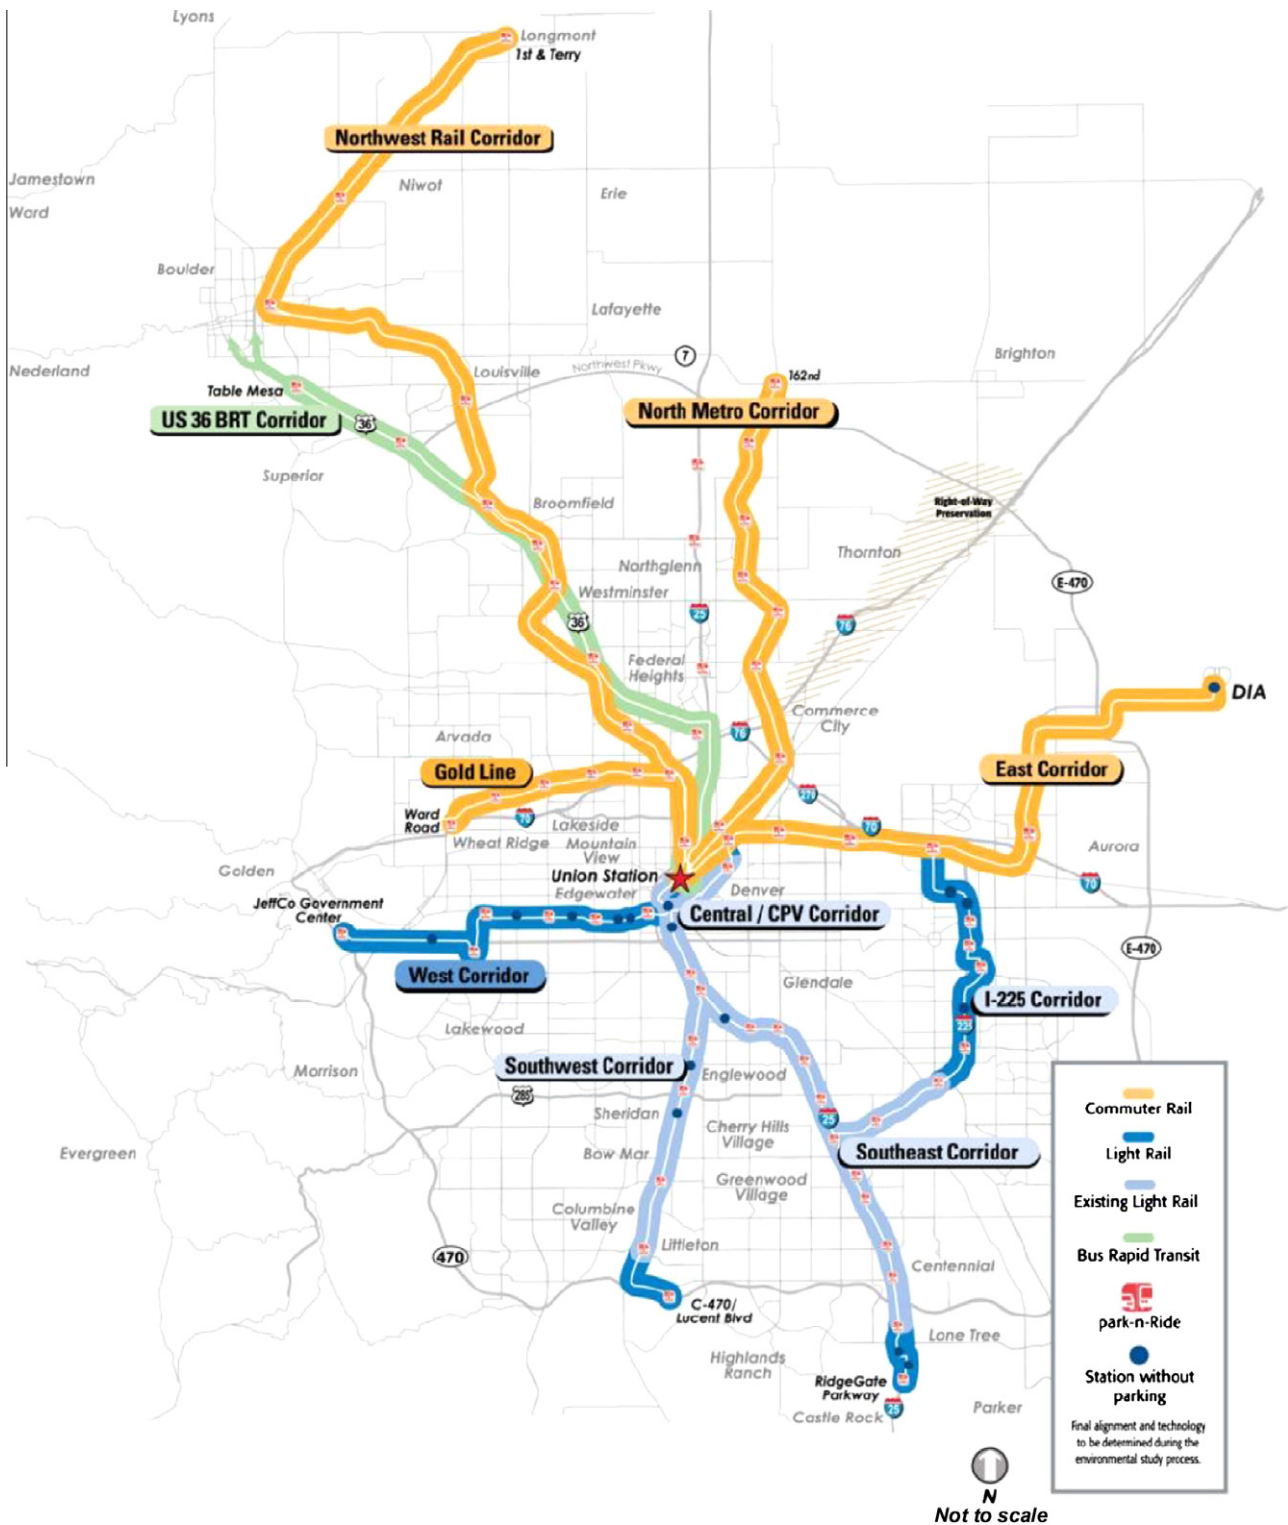 Lyons
Longmont
1st & Terry
Northwest Rail Corridor
Jamestown
Niwot
Erie
Ward
Boulder
Lafayette
7
Brighton
Nederland
Louisville
Northwest Pkwy
162nd
Table Mesa
US 36 BRT Corridor
36
North Metro Corridor
Superior
Broomfield
Right-of-Way
Preservation
Thornton
Northglenn
E-470
Westminster
25
36
76
Federal
Heights
DIA
Commerce
City
Arvada
76
Gold Line
East Corridor
270
Ward
Road
70
Lakeside
70
Wheat Ridge
Mountain
View
Aurora
Golden
Union Station
70
Edgewater
Denver
JeffCo Government
Center
Central / CPV Corridor
E-470
West Corridor
Glendale
I-225 Corridor
225
Lakewood
Southwest Corridor
Morrison
Englewood
285
Sheridan
25
Cherry Hills
Village
Evergreen
Bow Mar
Southeast Corridor
Greenwood
Village
Columbine
Valley
Littleton
470
Centennial
C-470/
Lucent Blvd
Lone Tree
Highlands
Ranch
RidgeGate
Parkway
25
Castle Rock
Parker
Commuter Rail
Light Rail
Existing Light Rail
Bus Rapid Transit
park-n-Ride
Station without
parking
Final alignment and technology
to be determined during the
environmental study process.
N
Not to scale